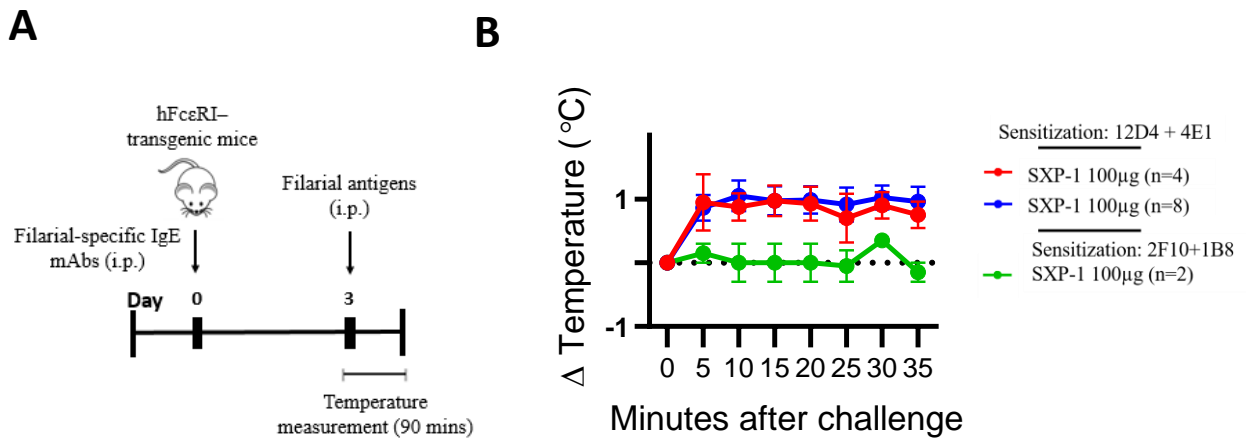 A
hFcεRI–
transgenic mice
Filarial antigens
(i.p.)
Filarial-specific IgE
mAbs (i.p.)
Day 0 3
Temperature
measurement (90 mins)
B
Δ Temperature (°C)
1
-1
0 5 10 15 20 25 30 35
Minutes after challenge
Sensitization: 12D4 + 4E1
SXP-1 100µg (n=4)
SXP-1 100µg (n=8)
Sensitization: 2F10+1B8
SXP-1 100µg (n=2)